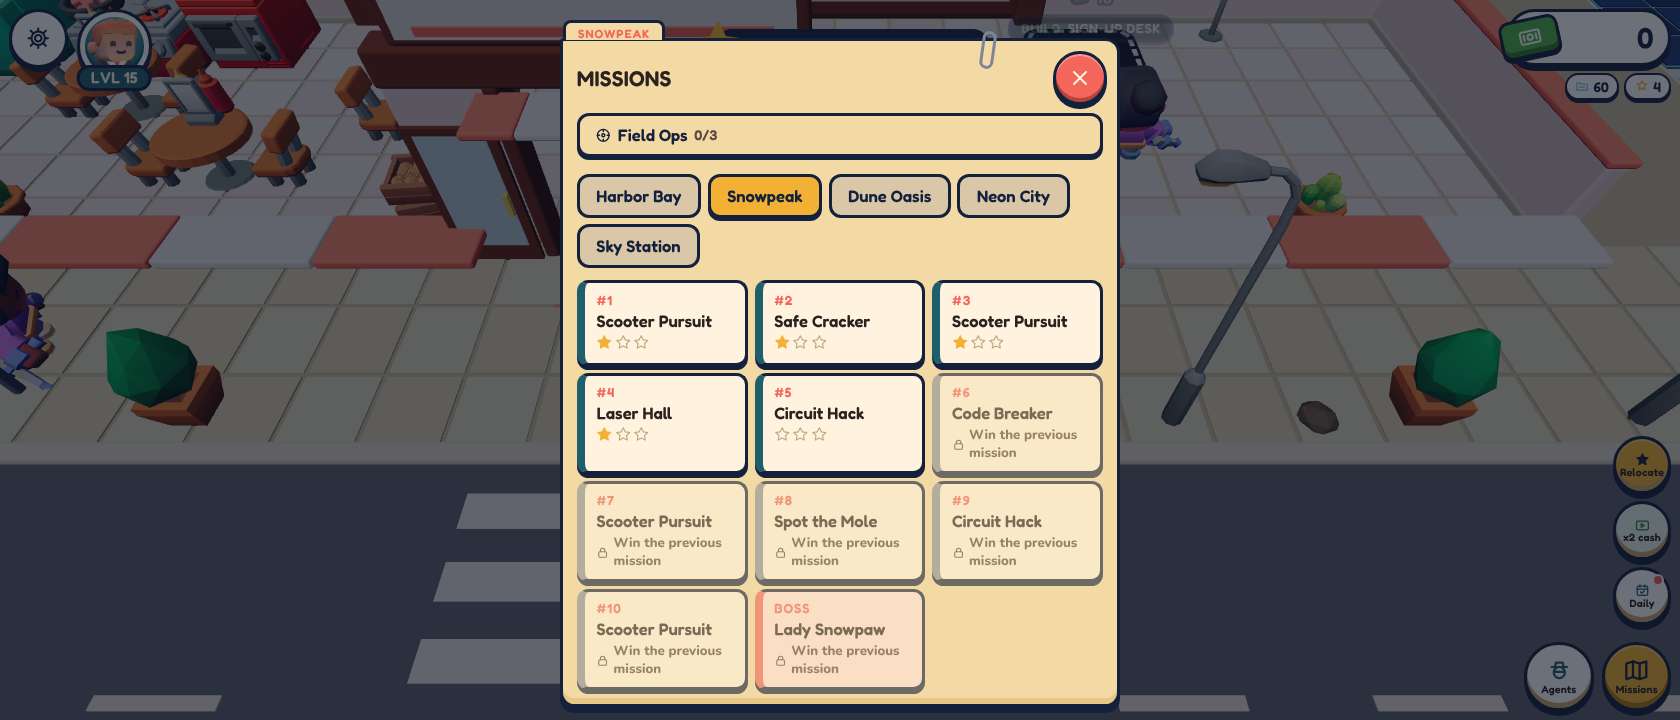 SNOWPEAK
BUILD SIGN-UP DESK
MISSIONS
0
LVL 15
60
4
Field Ops 0/3
Harbor Bay
Snowpeak
Dune Oasis
Neon City
Sky Station
#1
Scooter Pursuit
#2
Safe Cracker
#3
Scooter Pursuit
#4
Laser Hall
#5
Circuit Hack
#6
Code Breaker
Win the previous
mission
#7
Scooter Pursuit
Win the previous
mission
#8
Spot the Mole
Win the previous
mission
#9
Circuit Hack
Win the previous
mission
#10
Scooter Pursuit
Win the previous
mission
BOSS
Lady Snowpaw
Win the previous
mission
Relocate
x2 cash
Daily
Agents
Missions